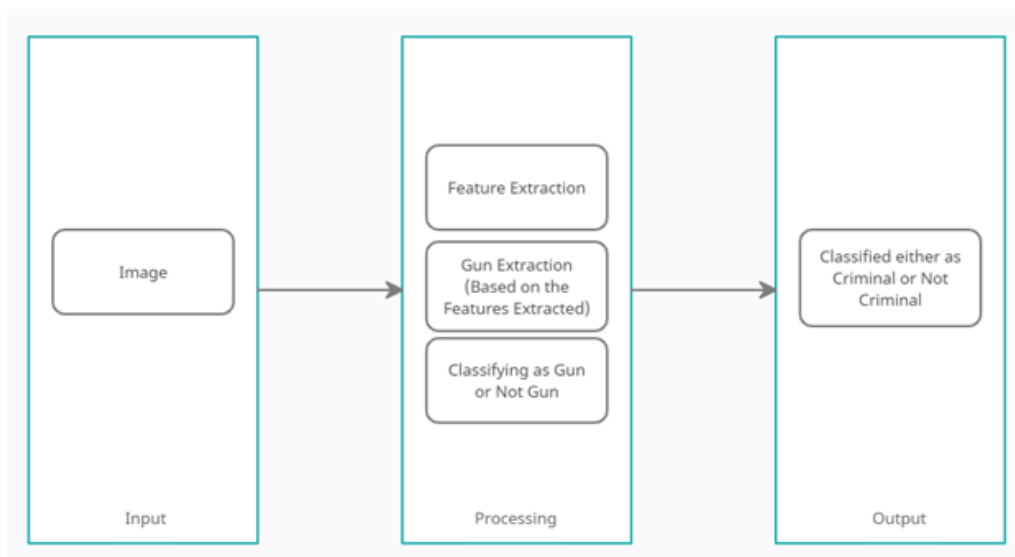 Image
Input
Feature Extraction
Gun Extraction
(Based on the
Features Extracted)
Classifying as Gun
or Not Gun
Processing
Classified either as
Criminal or Not
Criminal
Output